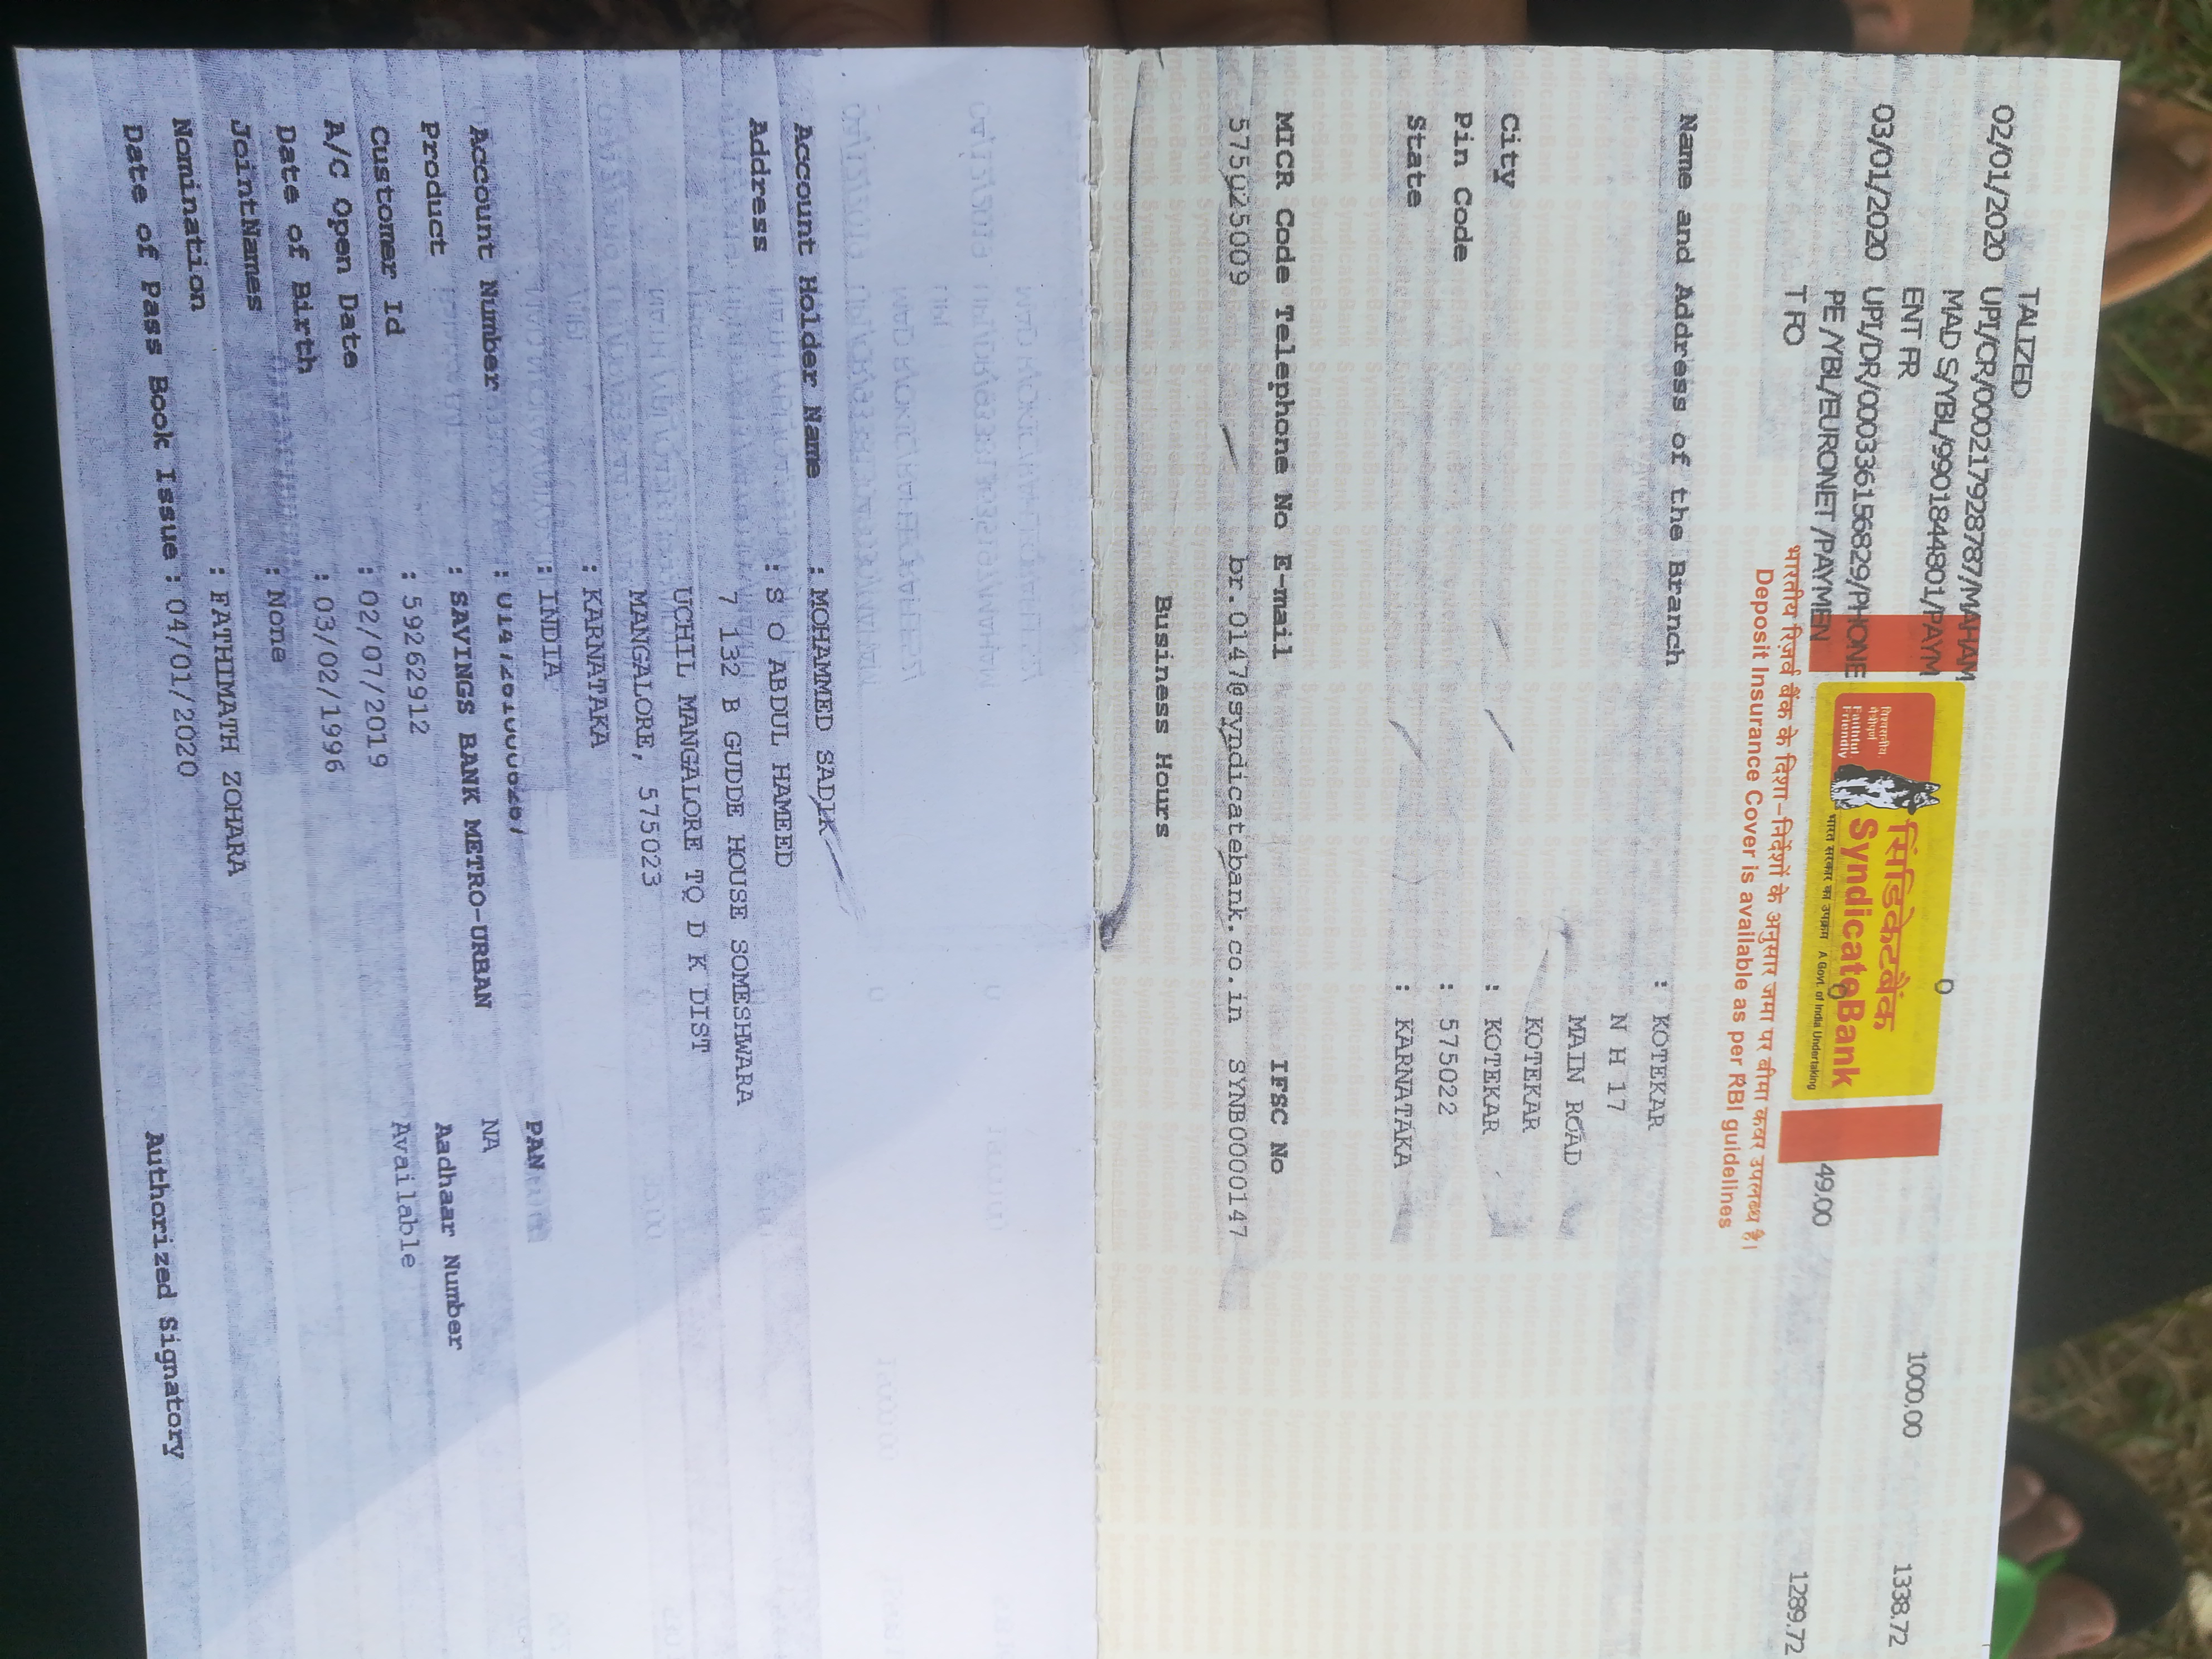 TALIZED
02/01/2020 UPI/CR/000217928787/MAHAM
MAD S/YBL/9901844801/PAYM 0 1000.00 1338.72
ENT FR
03/01/2020 UPI/DR/000336156829/PHONE
PE /YBL/EURONET /PAYMEN 0 49.00 1289.72
T FO
सिंडिकेटबैंक
SyndicateBank
भारत सरकार का उपक्रम A Govt. of India Undertaking
विश्वसनीय,
Faithful
Friendly
भारतीय रिज़र्व बैंक के दिशा-निर्देशों के अनुसार जमा पर बीमा कवर उपलब्ध है।
Deposit Insurance Cover is available as per RBI guidelines
Name and Address of the Branch : KOTEKAR
N H 17
MAIN ROAD
KOTEKAR
City : KOTEKAR
Pin Code : 575022
State : KARNATAKA
MICR Code Telephone No E-mail IFSC No
575025009 br.0147@syndicatebank.co.in SYNB0000147
Business Hours
Account Holder Name : MOHAMMED SADIK
Address : S O ABDUL HAMEED
7 132 B GUDDE HOUSE SOMESHWARA
UCHIL MANGALORE TQ D K DIST
MANGALORE, 575023
: KARNATAKA
: INDIA PAN
Account Number : NA
Product : SAVINGS BANK METRO-URBAN Aadhaar Number
Customer Id : 59262912 Available
A/C Open Date : 02/07/2019
Date of Birth : 03/02/1996
JointNames : None
Nomination : FATHIMATH ZOHARA
Date of Pass Book Issue : 04/01/2020 Authorized Signatory